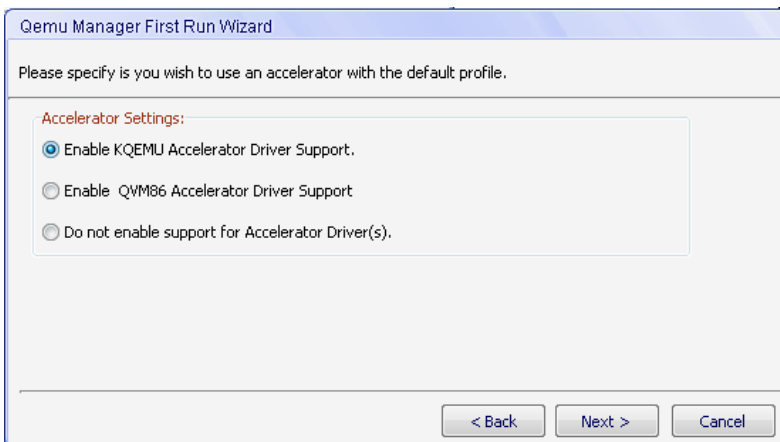 Qemu Manager First Run Wizard
Please specify is you wish to use an accelerator with the default profile.
Accelerator Settings:
Enable KQEMU Accelerator Driver Support.
Enable  QVM86 Accelerator Driver Support
Do not enable support for Accelerator Driver(s).
< Back Next > Cancel